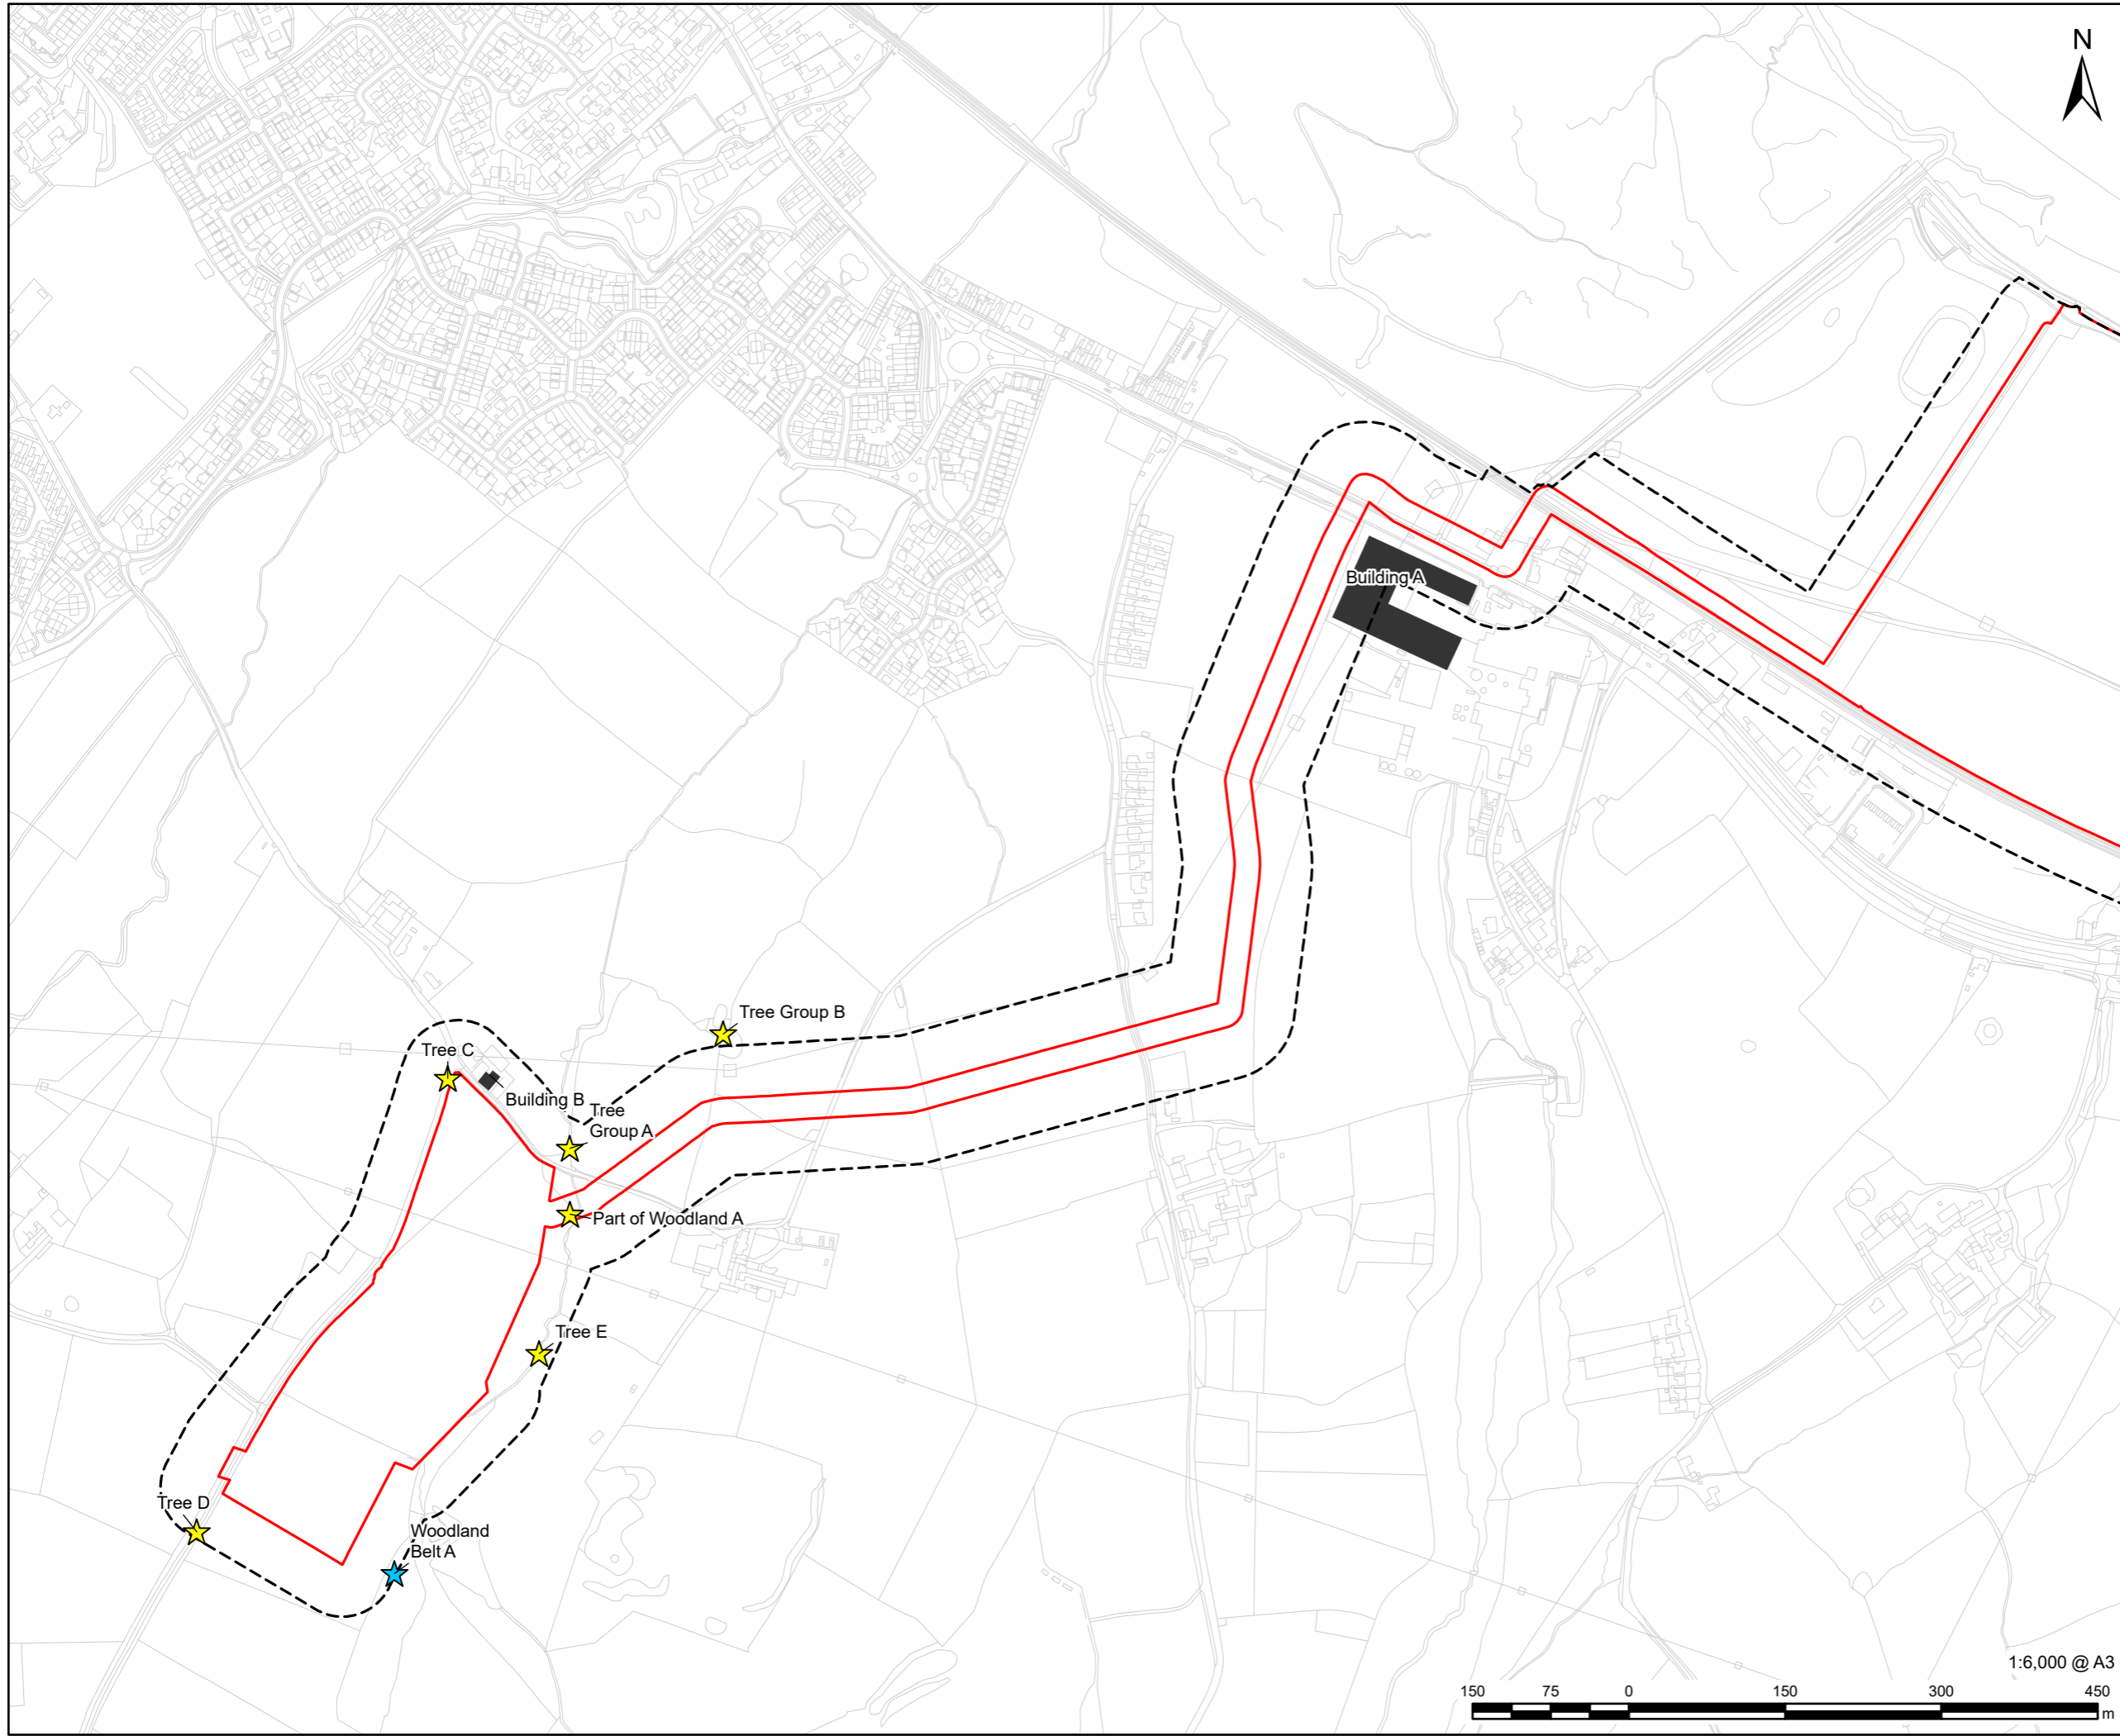 N
Building A
Tree Group B
Tree C
Building B
Tree
Group A
Part of Woodland A
Tree E
Tree D
Woodland
Belt A
1:6,000 @ A3
150 75 0 150 300 450
m